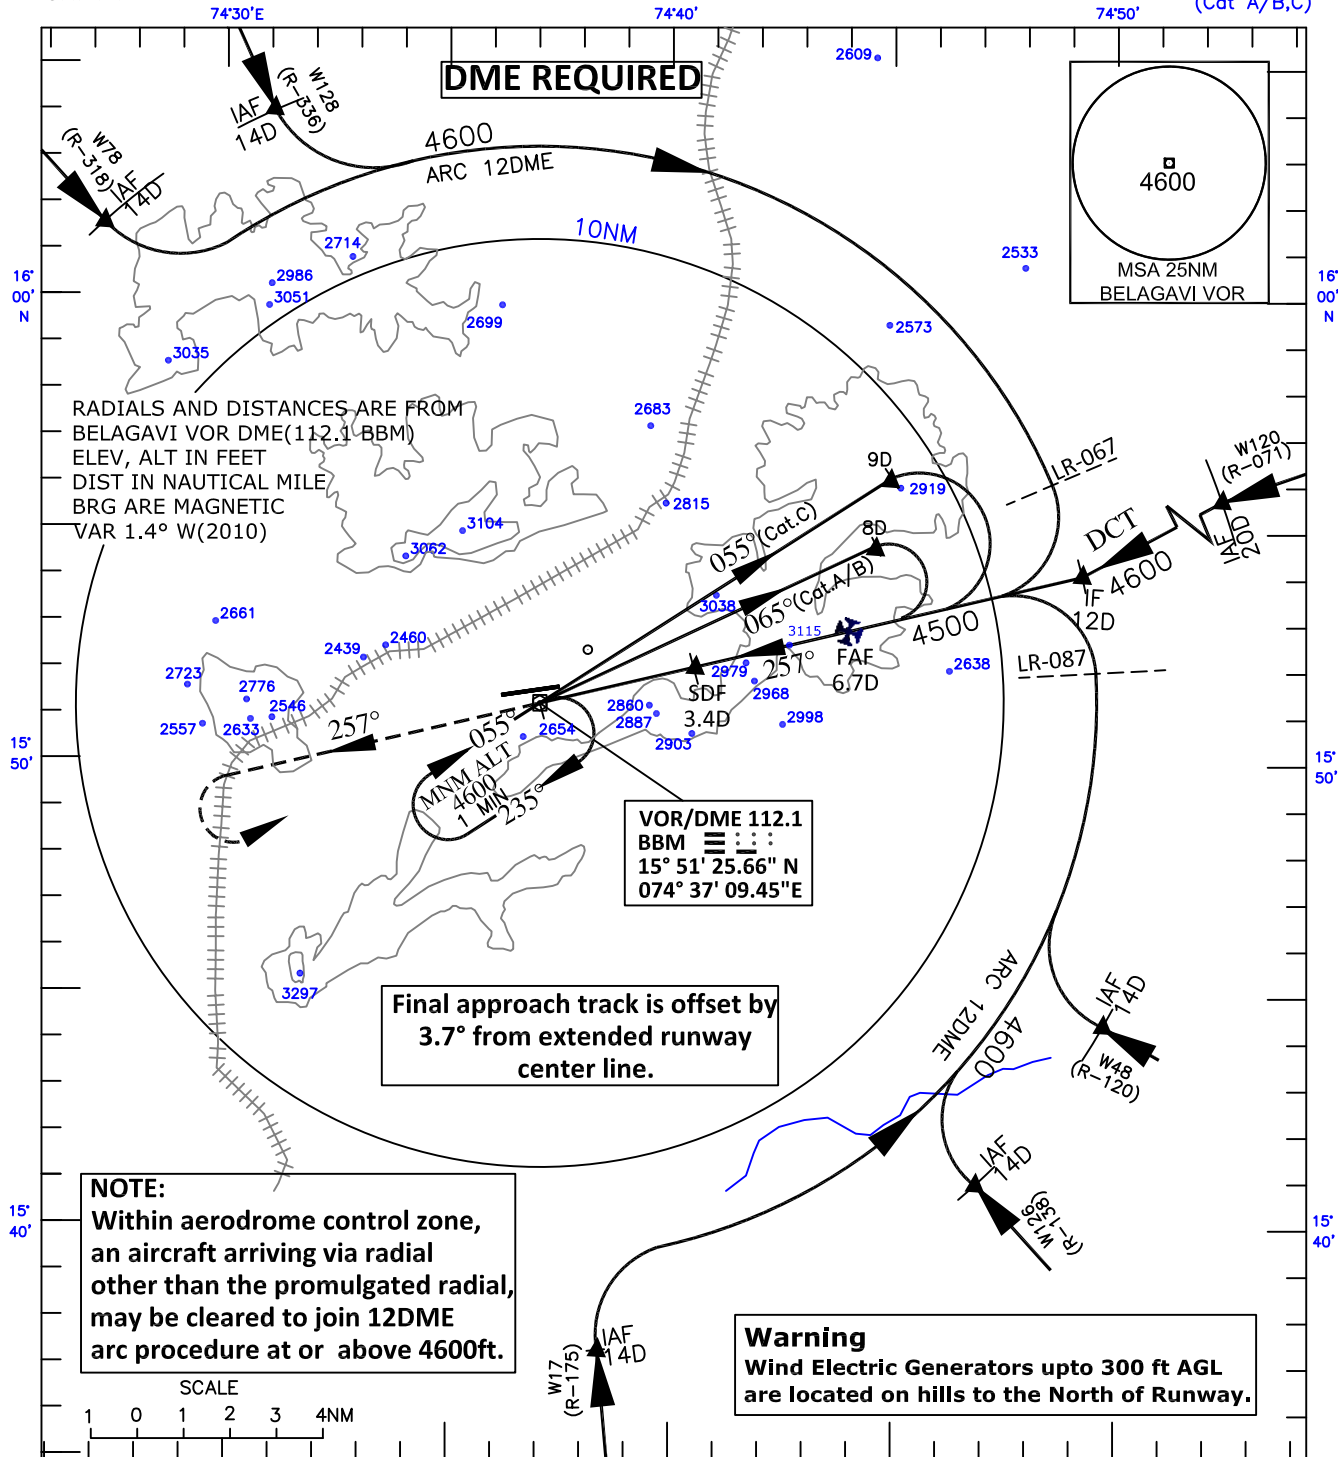 (Cat A/B,C)
74°30'E
74°40'
74°50'
DME REQUIRED
2609
4600
MSA 25NM
BELAGAVI VOR
W128
(R-336)
IAF
14D
W78
(R-318)
IAF
14D
4600
ARC 12DME
10NM
2714
2986
3051
2699
3035
2533
2573
16°
00'
N
16°
00'
N
RADIALS AND DISTANCES ARE FROM
BELAGAVI VOR DME(112.1 BBM)
ELEV, ALT IN FEET
DIST IN NAUTICAL MILE
BRG ARE MAGNETIC
VAR 1.4° W(2010)
2683
2815
3104
3062
9D
2919
8D
LR-067
W120
(R-071)
IAF
20D
DCT
4600
IF
12D
055°(Cat.C)
065°(Cat.A/B)
3038
3115
4500
257°
FAF
6.7D
2979
2968
SDF
3.4D
2638
LR-087
2661
2439
2460
2723
2776
2546
2557
2633
257°
2860
2887
2903
2998
2654
055°
MNM ALT
4600
1 MIN
235°
15°
50'
15°
50'
VOR/DME 112.1
BBM
15° 51' 25.66" N
074° 37' 09.45"E
3297
Final approach track is offset by
3.7° from extended runway
center line.
ARC 12DME
4600
IAF
14D
W48
(R-120)
IAF
14D
W126
(R-138)
15°
40'
15°
40'
NOTE:
Within aerodrome control zone,
an aircraft arriving via radial
other than the promulgated radial,
may be cleared to join 12DME
arc procedure at or above 4600ft.
IAF
14D
W17
(R-175)
Warning
Wind Electric Generators upto 300 ft AGL
are located on hills to the North of Runway.
SCALE
1 0 1 2 3 4NM